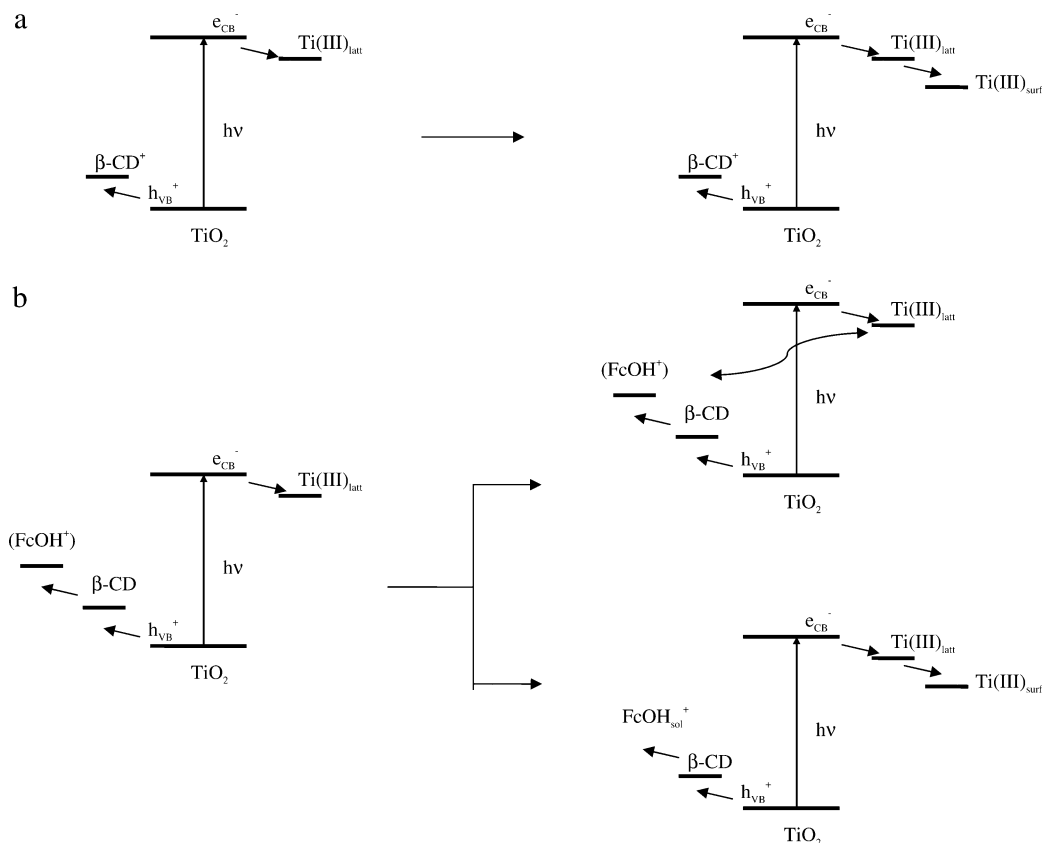 a
e_CB^-
Ti(III)_latt
hν
β-CD^+
h_VB^+
TiO_2
e_CB^-
Ti(III)_latt
Ti(III)_surf
hν
β-CD^+
h_VB^+
TiO_2
b
e_CB^-
Ti(III)_latt
(FcOH^+)
hν
β-CD
h_VB^+
TiO_2
e_CB^-
Ti(III)_latt
(FcOH^+)
hν
β-CD
h_VB^+
TiO_2
e_CB^-
Ti(III)_latt
Ti(III)_surf
FcOH_sol^+
hν
β-CD
h_VB^+
TiO_2